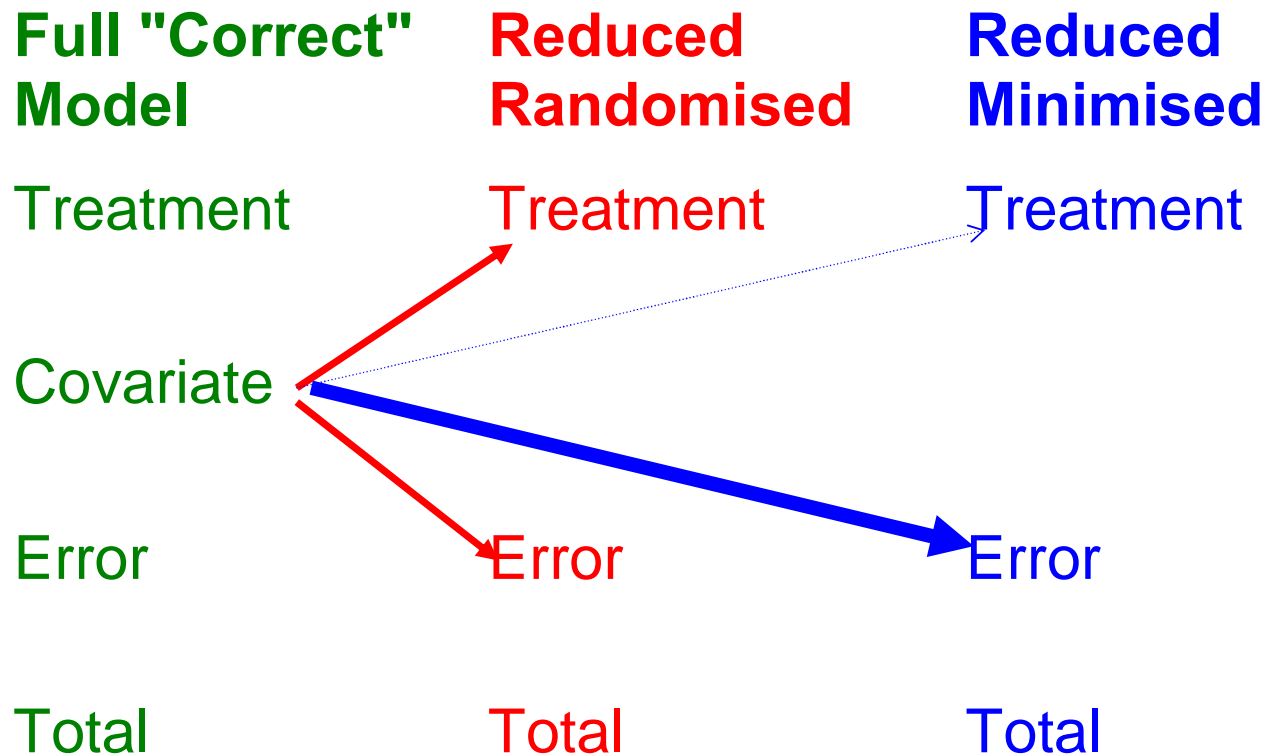 Full "Correct" Model
Reduced Randomised
Reduced Minimised
Treatment Treatment Treatment
Covariate
Error Error Error
Total Total Total